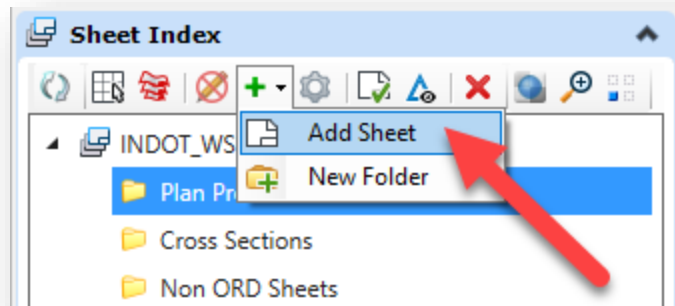 Sheet Index
Add Sheet
INDOT_WS
New Folder
Plan Pr
Cross Sections
Non ORD Sheets